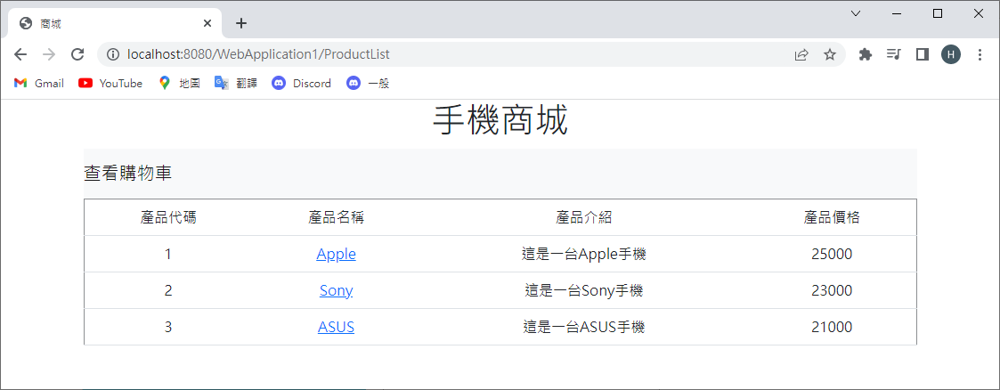 商城
localhost:8080/WebApplication1/ProductList
H
Gmail YouTube 地圖 翻譯 Discord 一般
手機商城
查看購物車
產品代碼 產品名稱 產品介紹 產品價格
1 Apple 這是一台Apple手機 25000
2 Sony 這是一台Sony手機 23000
3 ASUS 這是一台ASUS手機 21000